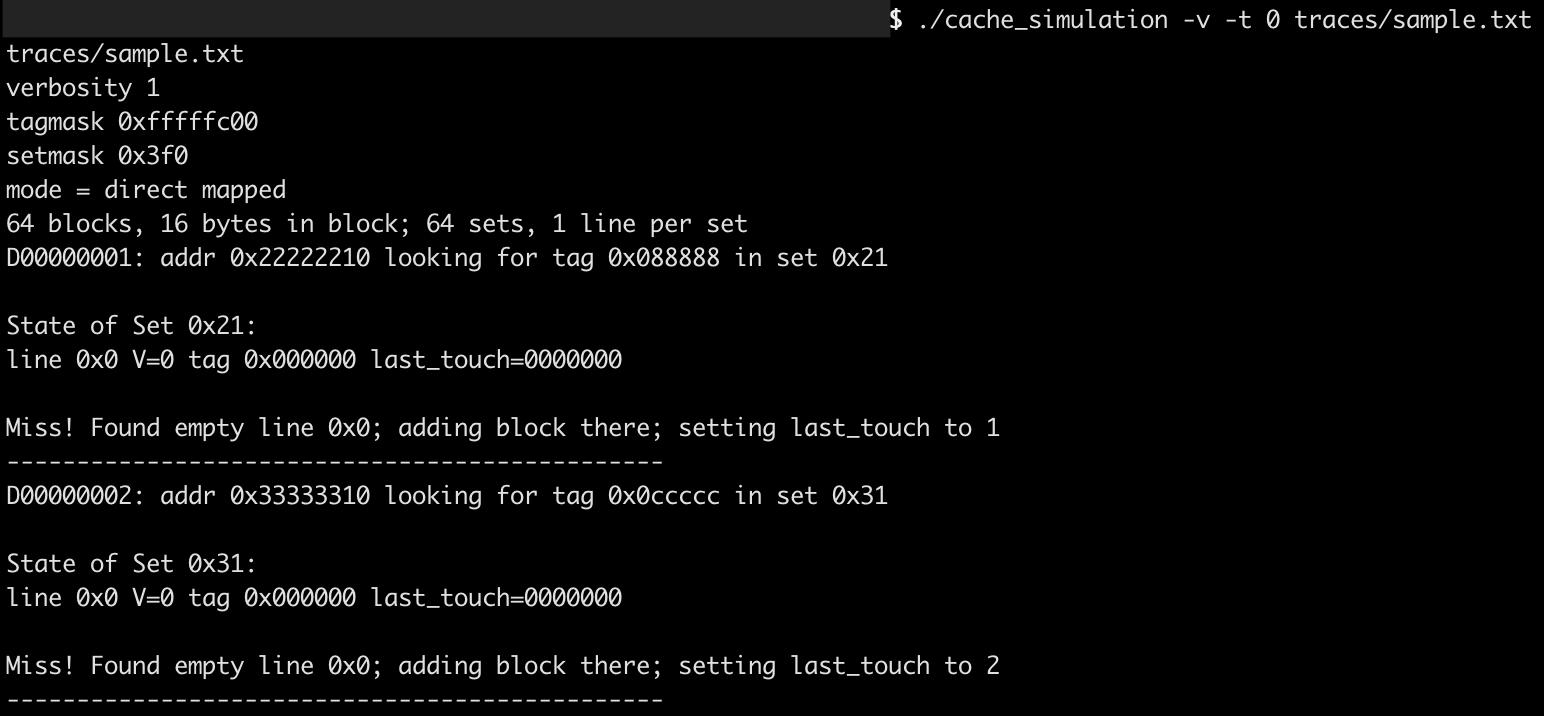 $ ./cache_simulation -v -t 0 traces/sample.txt
traces/sample.txt
verbosity 1
tagmask 0xfffffc00
setmask 0x3f0
mode = direct mapped
64 blocks, 16 bytes in block; 64 sets, 1 line per set
D00000001: addr 0x22222210 looking for tag 0x088888 in set 0x21
State of Set 0x21:
line 0x0 V=0 tag 0x000000 last_touch=0000000
Miss! Found empty line 0x0; adding block there; setting last_touch to 1
-----------------------------------------------
D00000002: addr 0x33333310 looking for tag 0x0ccccc in set 0x31
State of Set 0x31:
line 0x0 V=0 tag 0x000000 last_touch=0000000
Miss! Found empty line 0x0; adding block there; setting last_touch to 2
-----------------------------------------------